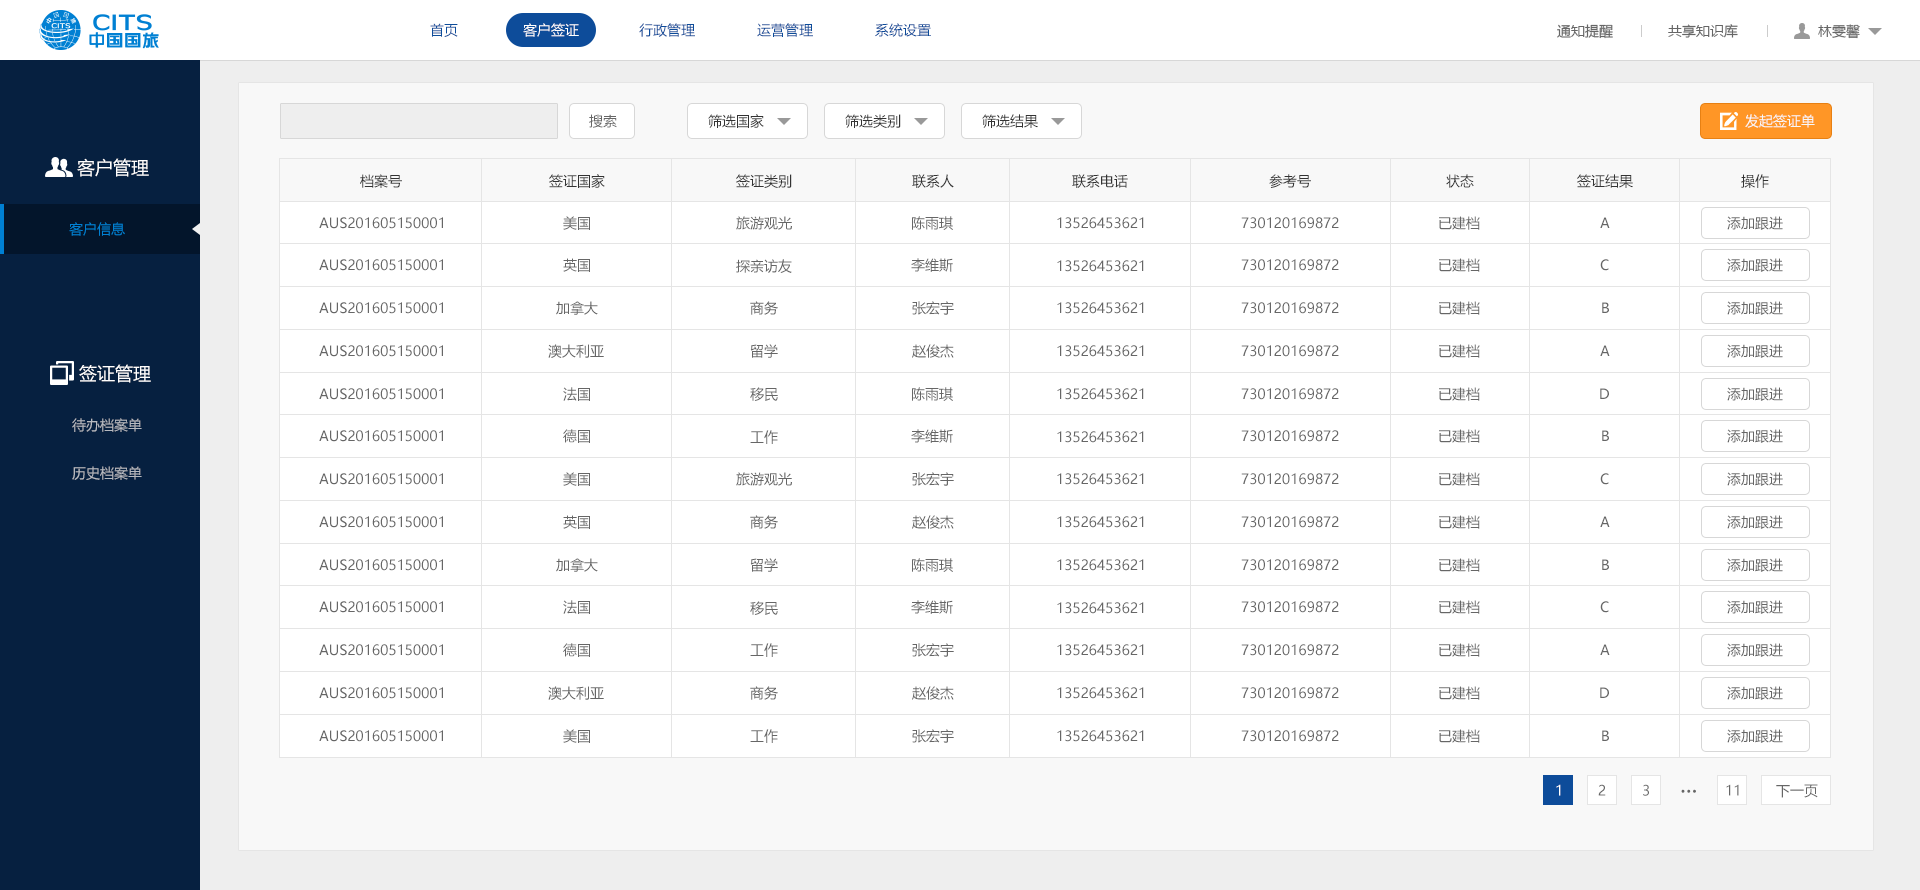 CITS
中国国旅
首页 客户签证 行政管理 运营管理 系统设置 通知提醒 共享知识库 林雯馨
客户管理
客户信息
签证管理
待办档案单
历史档案单
搜索 筛选国家 筛选类别 筛选结果 发起签证单
档案号 签证国家 签证类别 联系人 联系电话 参考号 状态 签证结果 操作
AUS201605150001 美国 旅游观光 陈雨琪 13526453621 730120169872 已建档 A 添加跟进
AUS201605150001 英国 探亲访友 李维斯 13526453621 730120169872 已建档 C 添加跟进
AUS201605150001 加拿大 商务 张宏宇 13526453621 730120169872 已建档 B 添加跟进
AUS201605150001 澳大利亚 留学 赵俊杰 13526453621 730120169872 已建档 A 添加跟进
AUS201605150001 法国 移民 陈雨琪 13526453621 730120169872 已建档 D 添加跟进
AUS201605150001 德国 工作 李维斯 13526453621 730120169872 已建档 B 添加跟进
AUS201605150001 美国 旅游观光 张宏宇 13526453621 730120169872 已建档 C 添加跟进
AUS201605150001 英国 商务 赵俊杰 13526453621 730120169872 已建档 A 添加跟进
AUS201605150001 加拿大 留学 陈雨琪 13526453621 730120169872 已建档 B 添加跟进
AUS201605150001 法国 移民 李维斯 13526453621 730120169872 已建档 C 添加跟进
AUS201605150001 德国 工作 张宏宇 13526453621 730120169872 已建档 A 添加跟进
AUS201605150001 澳大利亚 商务 赵俊杰 13526453621 730120169872 已建档 D 添加跟进
AUS201605150001 美国 工作 张宏宇 13526453621 730120169872 已建档 B 添加跟进
1 2 3 ••• 11 下一页